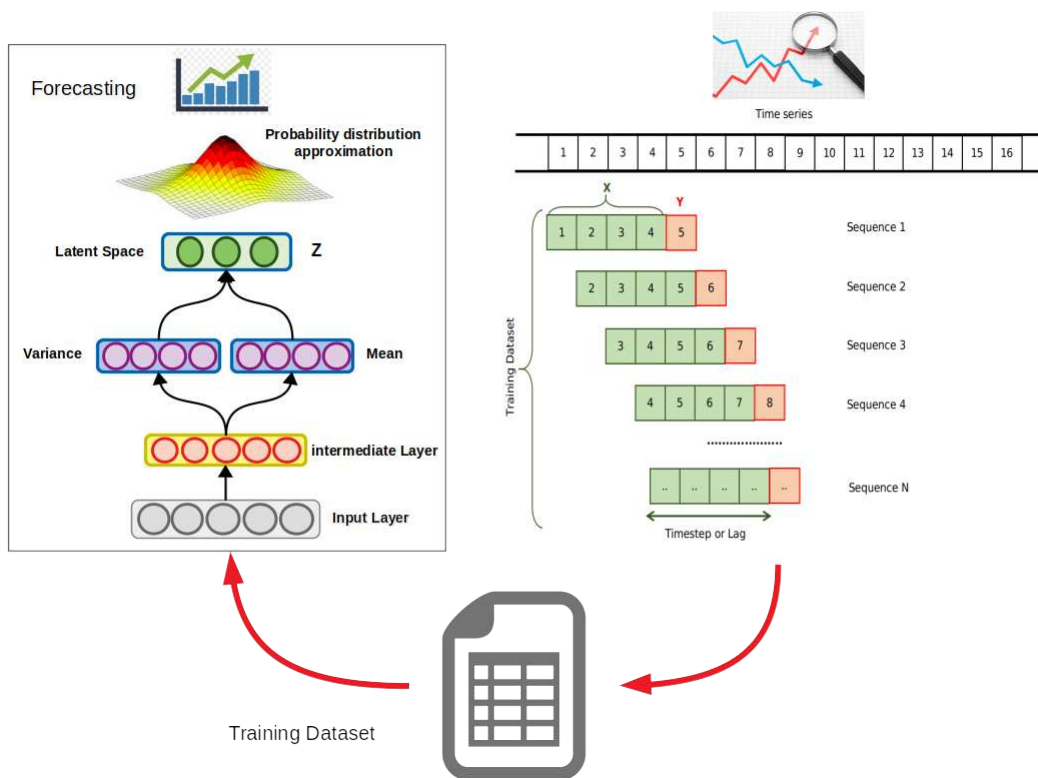 Forecasting
Probability distribution
approximation
Latent Space
Z
Variance
Mean
intermediate Layer
Input Layer
Time series
1 2 3 4 5 6 7 8 9 10 11 12 13 14 15 16
X
Y
Training Dataset
1 2 3 4 5
Sequence 1
2 3 4 5 6
Sequence 2
3 4 5 6 7
Sequence 3
4 5 6 7 8
Sequence 4
.....................
.. .. .. .. ..
Sequence N
Timestep or Lag
Training Dataset